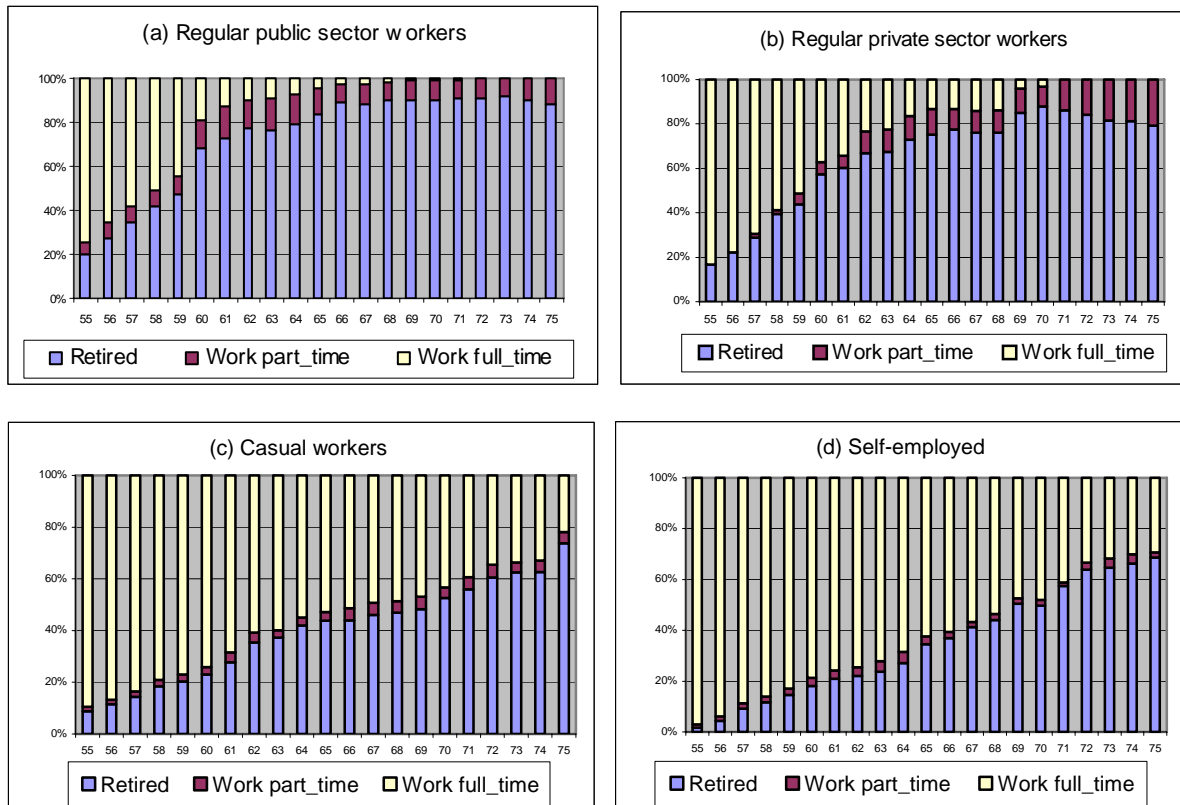 (a) Regular public sector workers
100%
80%
60%
40%
20%
0%
55 56 57 58 59 60 61 62 63 64 65 66 67 68 69 70 71 72 73 74 75
Retired Work part_time Work full_time
(b) Regular private sector workers
100%
80%
60%
40%
20%
0%
55 56 57 58 59 60 61 62 63 64 65 66 67 68 69 70 71 72 73 74 75
Retired Work part_time Work full_time
(c) Casual workers
100%
80%
60%
40%
20%
0%
55 56 57 58 59 60 61 62 63 64 65 66 67 68 69 70 71 72 73 74 75
Retired Work part_time Work full_time
(d) Self-employed
100%
80%
60%
40%
20%
0%
55 56 57 58 59 60 61 62 63 64 65 66 67 68 69 70 71 72 73 74 75
Retired Work part_time Work full_time